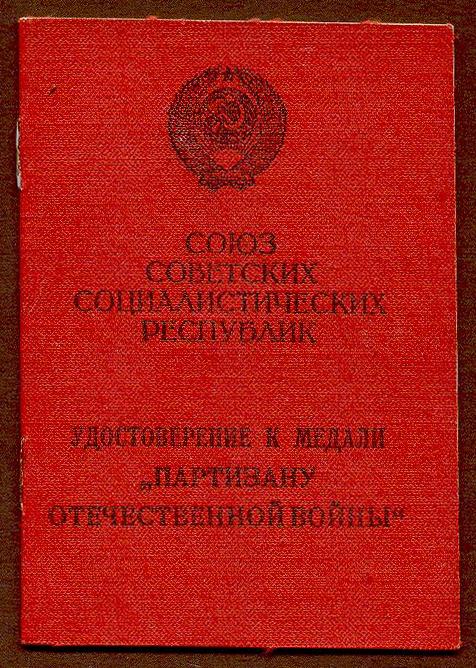 СОЮЗ
СОВЕТСКИХ
СОЦИАЛИСТИЧЕСКИХ
РЕСПУБЛИК
УДОСТОВЕРЕНИЕ К МЕДАЛИ
„ПАРТИЗАНУ
ОТЕЧЕСТВЕННОЙ ВОЙНЫ“